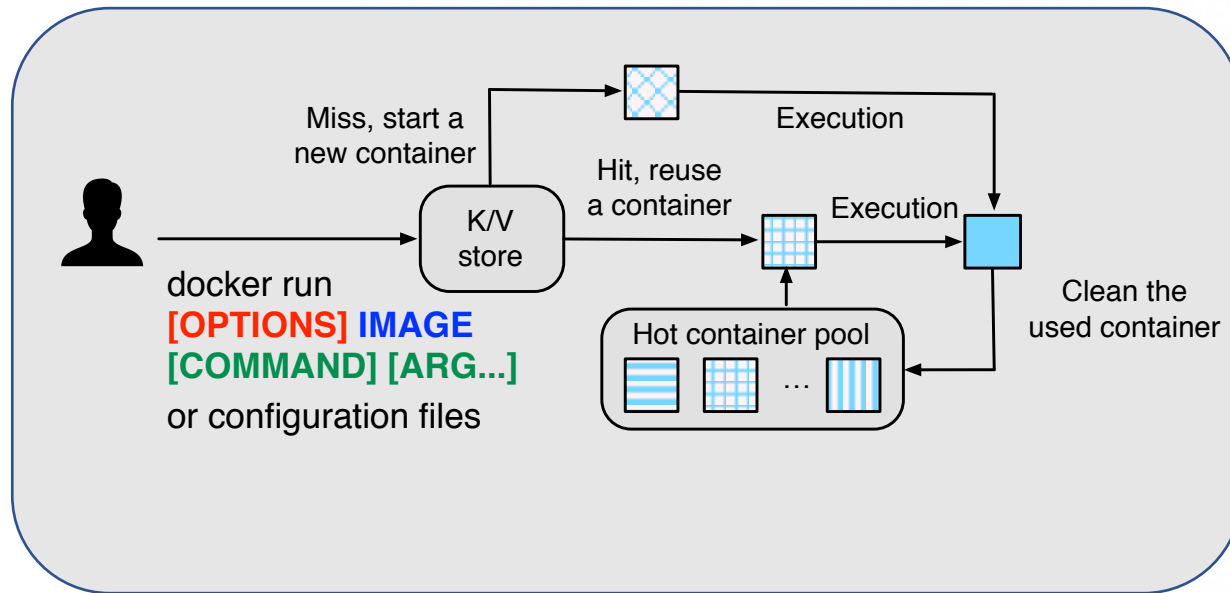 Miss, start a
new container
Execution
Hit, reuse
a container
K/V
store
Execution
docker run
[OPTIONS] IMAGE
[COMMAND] [ARG...]
or configuration files
Hot container pool
...
Clean the
used container